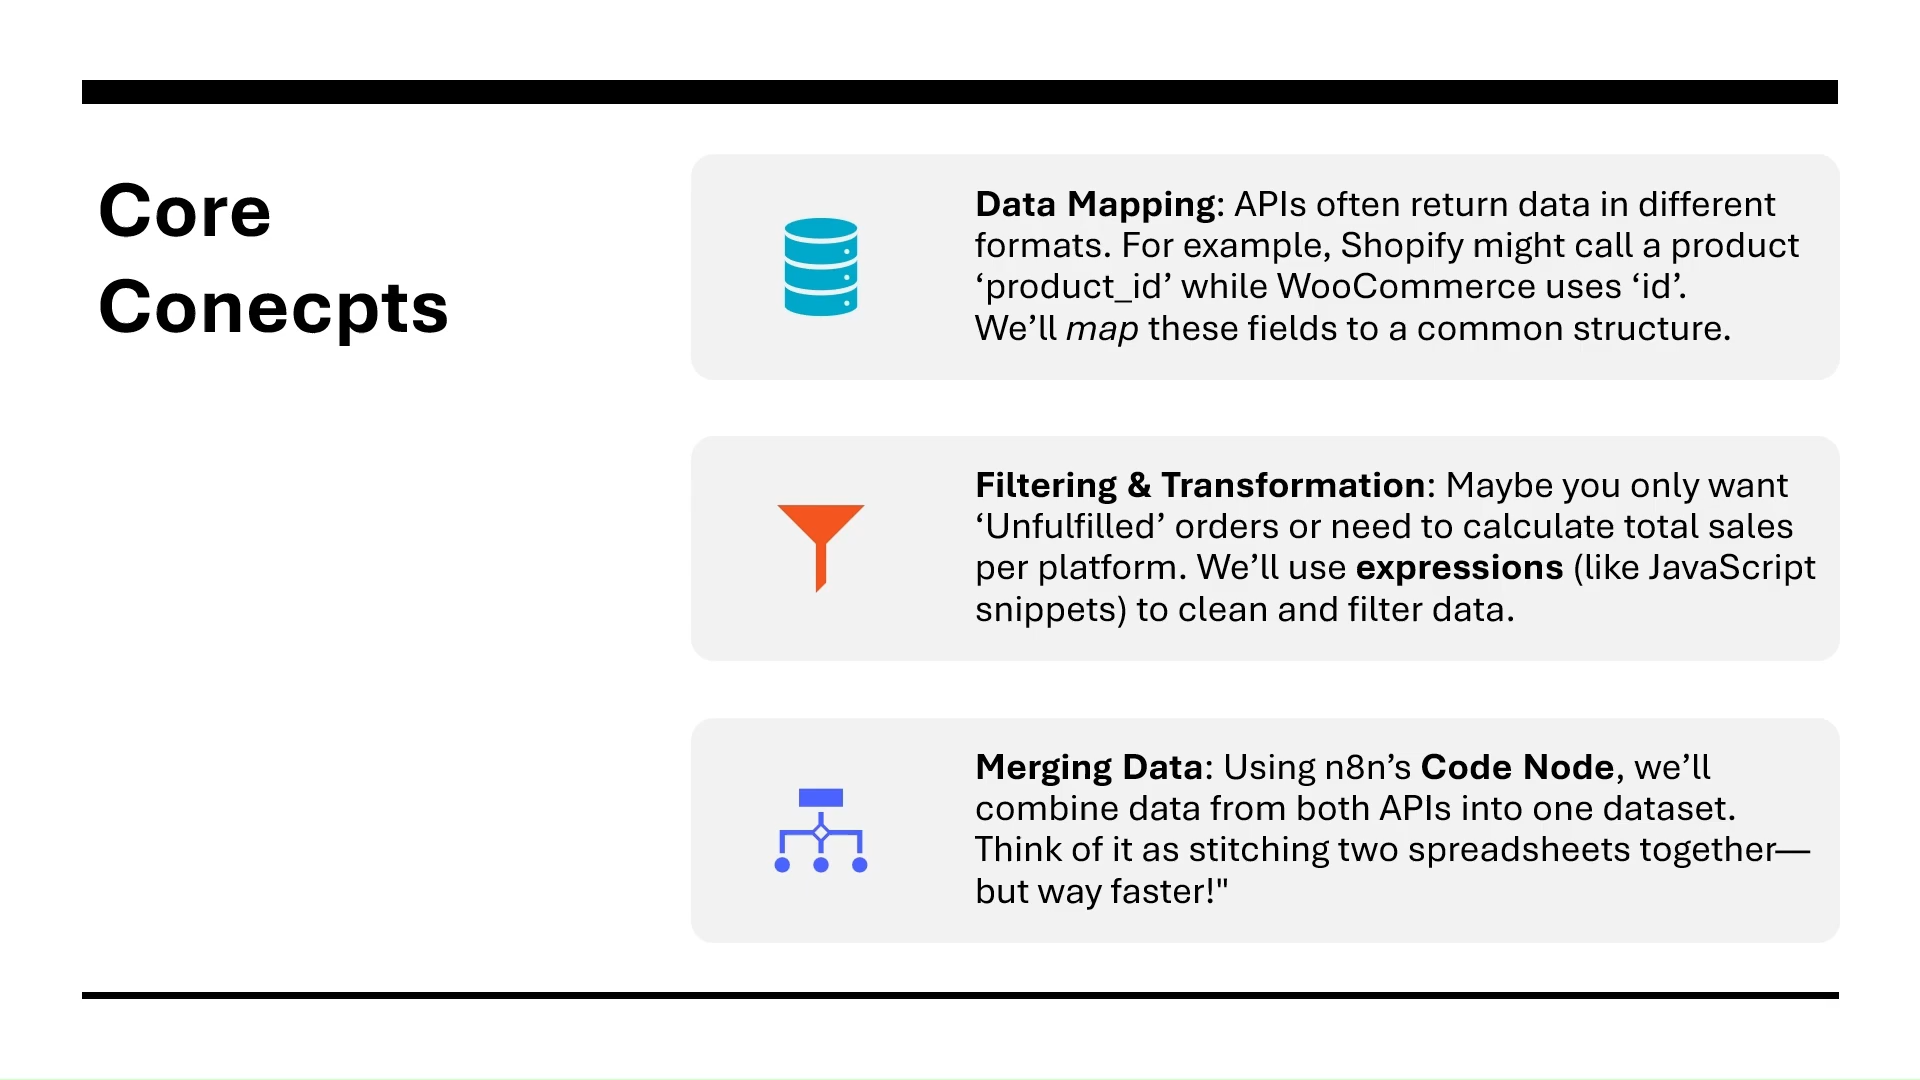 Core
Conecpts
Data Mapping: APIs often return data in different
formats. For example, Shopify might call a product
‘product_id’ while WooCommerce uses ‘id’.
We’ll map these fields to a common structure.
Filtering & Transformation: Maybe you only want
‘Unfulfilled’ orders or need to calculate total sales
per platform. We’ll use expressions (like JavaScript
snippets) to clean and filter data.
Merging Data: Using n8n’s Code Node, we’ll
combine data from both APIs into one dataset.
Think of it as stitching two spreadsheets together—
but way faster!"